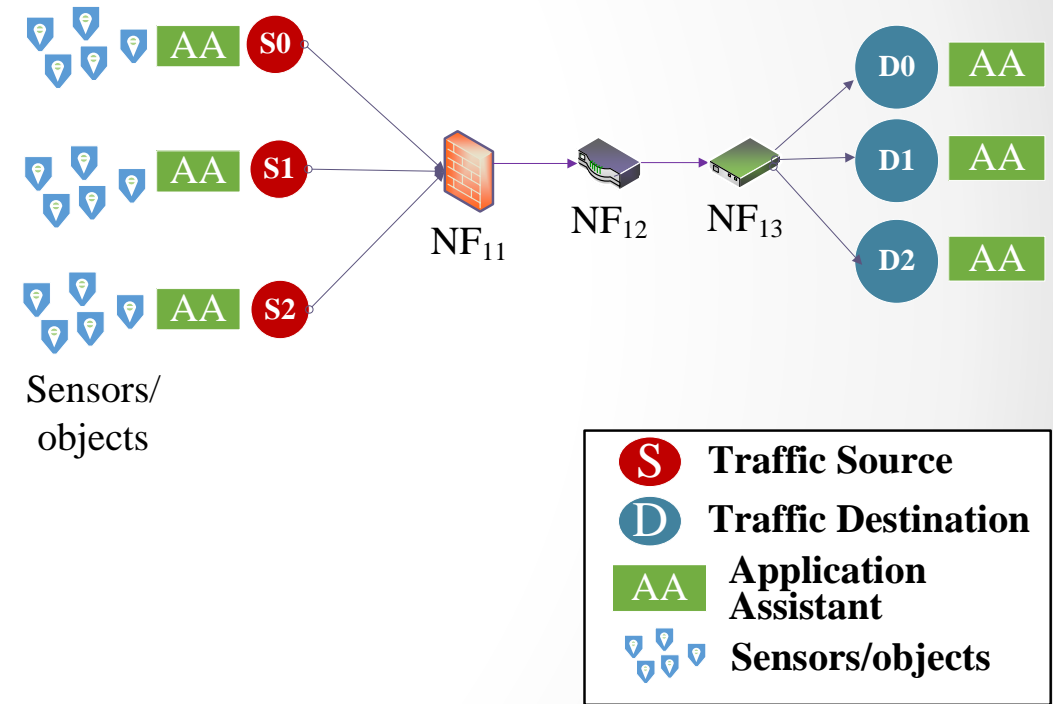 AA S0
D0 AA
AA S1
D1 AA
NF₁₁
NF₁₂
NF₁₃
AA S2
D2 AA
Sensors/
objects
S Traffic Source
D Traffic Destination
AA Application
Assistant
Sensors/objects